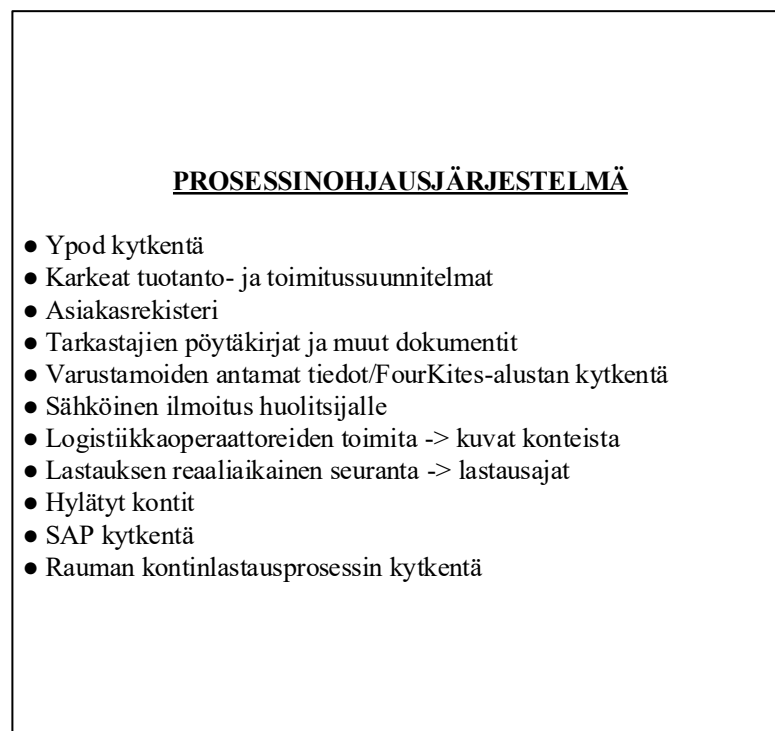 PROSESSINOHJAUSJÄRJESTELMÄ
● Ypod kytkentä
● Karkeat tuotanto- ja toimitussuunnitelmat
● Asiakasrekisteri
● Tarkastajien pöytäkirjat ja muut dokumentit
● Varustamoiden antamat tiedot/FourKites-alustan kytkentä
● Sähköinen ilmoitus huolitsijalle
● Logistiikkaoperaattoreiden toimita -> kuvat konteista
● Lastauksen reaaliaikainen seuranta -> lastausajat
● Hylätyt kontit
● SAP kytkentä
● Rauman kontinlastausprosessin kytkentä